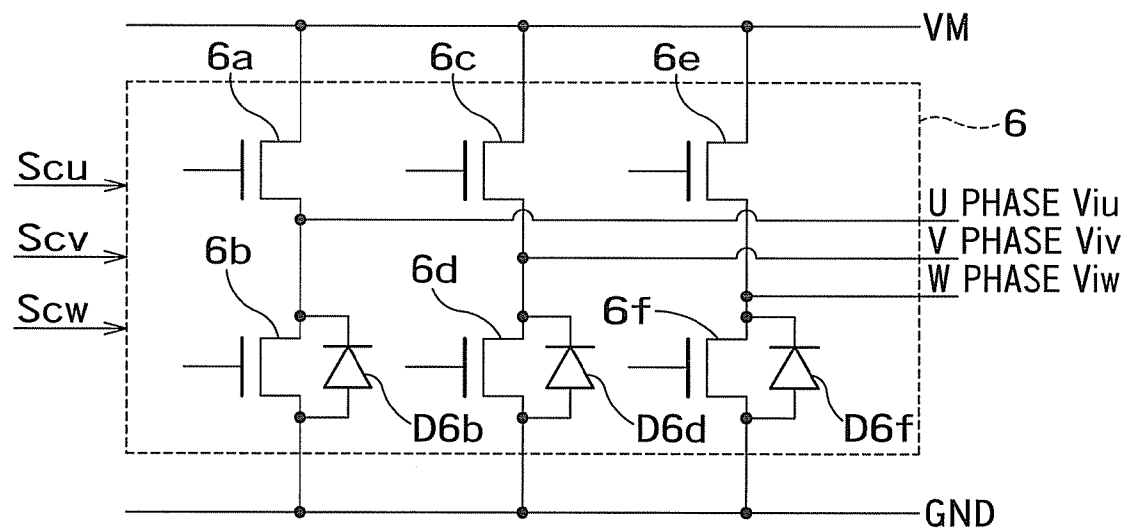 VM
6a
6c
6e
6
Scu
U PHASE Viu
Scv
V PHASE Viv
6b
6d
W PHASE Viw
Scw
6f
D6b
D6d
D6f
GND